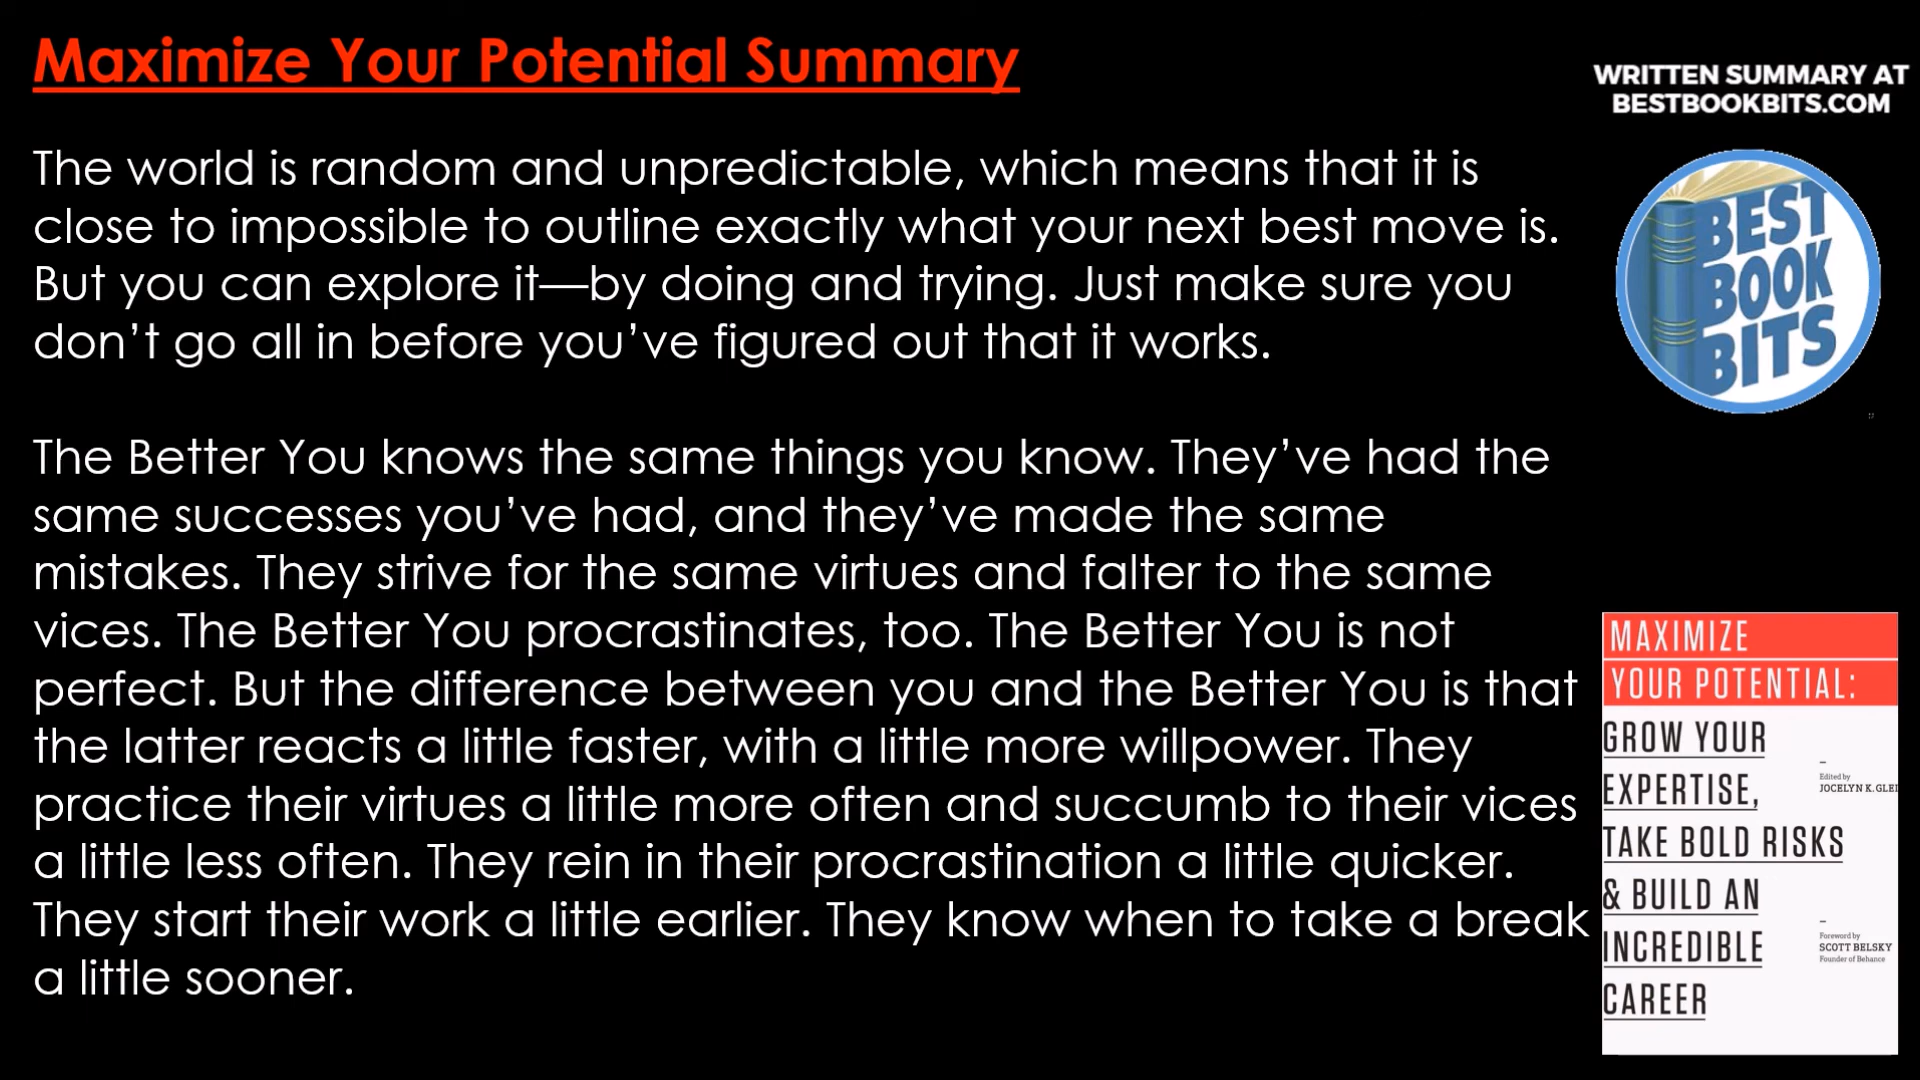 Maximize Your Potential Summary
WRITTEN SUMMARY AT
BESTBOOKBITS.COM
The world is random and unpredictable, which means that it is
close to impossible to outline exactly what your next best move is.
But you can explore it—by doing and trying. Just make sure you
don’t go all in before you’ve figured out that it works.
BEST
BOOK
BITS
The Better You knows the same things you know. They’ve had the
same successes you’ve had, and they’ve made the same
mistakes. They strive for the same virtues and falter to the same
vices. The Better You procrastinates, too. The Better You is not
perfect. But the difference between you and the Better You is that
the latter reacts a little faster, with a little more willpower. They
practice their virtues a little more often and succumb to their vices
a little less often. They rein in their procrastination a little quicker.
They start their work a little earlier. They know when to take a break
a little sooner.
MAXIMIZE
YOUR POTENTIAL:
GROW YOUR
EXPERTISE,
TAKE BOLD RISKS
& BUILD AN
INCREDIBLE
CAREER
Edited by
JOCELYN K. GLEI
Foreword by
SCOTT BELSKY
Founder of Behance